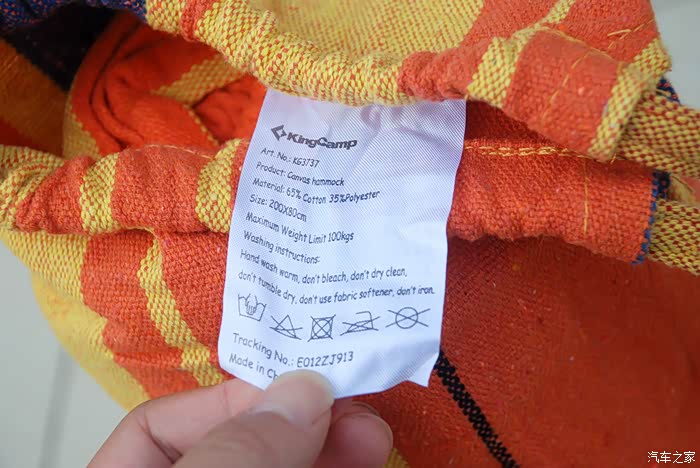 KingCamp
Art. No.: KG3737
Product: Canvas hammock
Material: 65% Cotton 35%Polyester
Size: 200X80cm
Maximum Weight Limit 100kgs
Washing instructions:
Hand wash warm, don't bleach, don't dry clean,
don't tumble dry, don't use fabric softener, don't iron.
Tracking No.: E012ZJ913
Made in
汽车之家